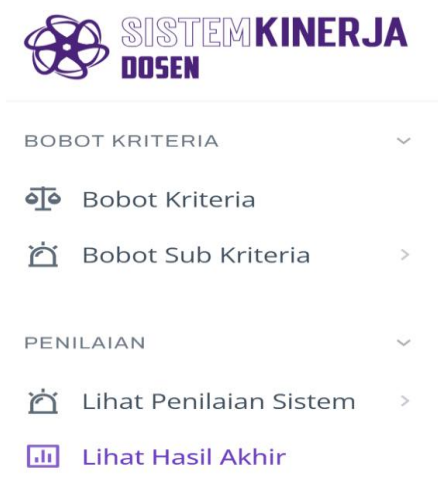 SISTEMKINERJA
DOSEN
BOBOT KRITERIA
Bobot Kriteria
Bobot Sub Kriteria
PENILAIAN
Lihat Penilaian Sistem
Lihat Hasil Akhir